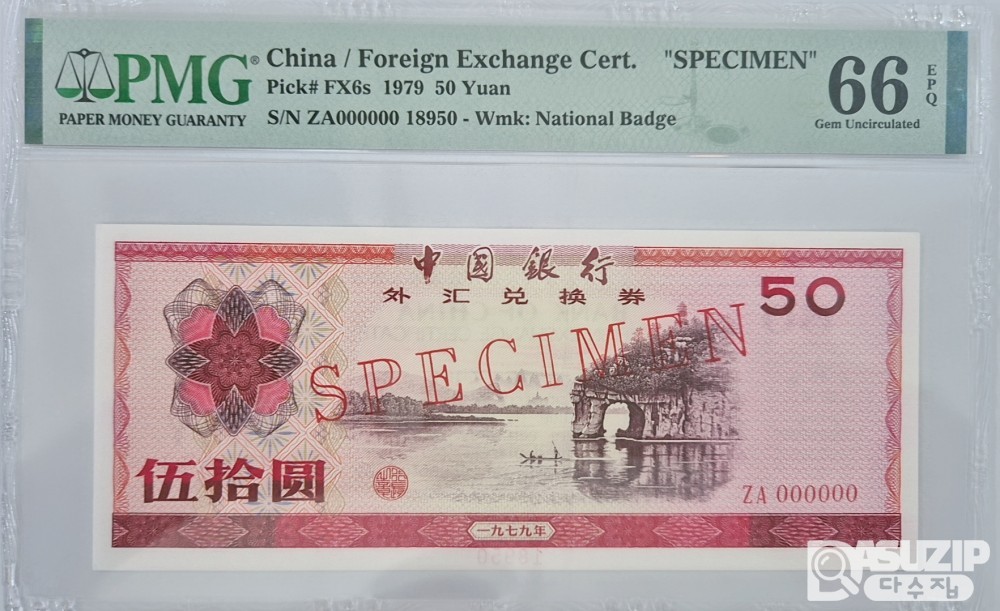 PMG®
PAPER MONEY GUARANTY
China / Foreign Exchange Cert. "SPECIMEN"
Pick# FX6s 1979 50 Yuan
S/N ZA000000 18950 - Wmk: National Badge
66 EPQ
Gem Uncirculated
中國銀行
外汇兑换券
50
SPECIMEN
伍拾圆
ZA 000000
一九七九年
DASUZIP
다수집